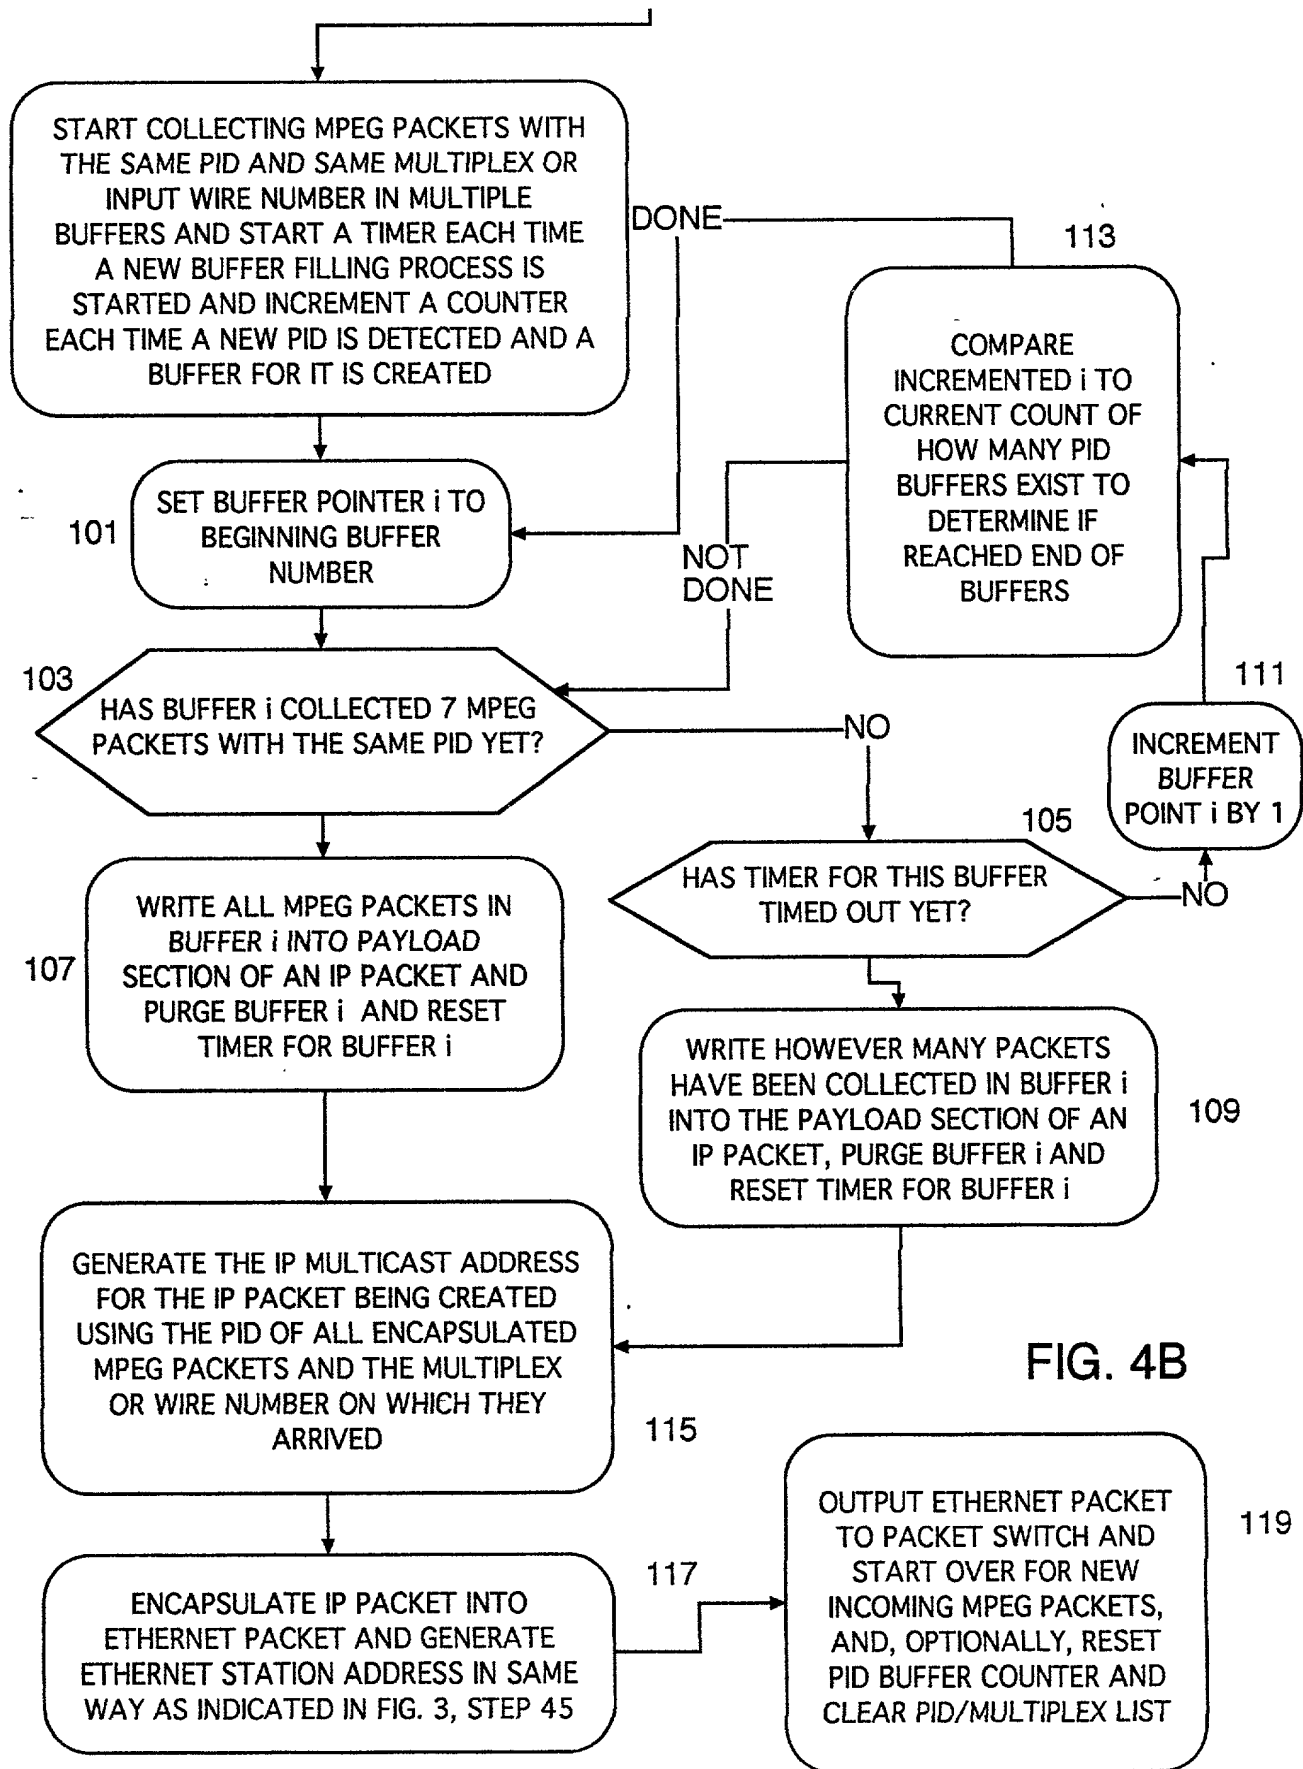 START COLLECTING MPEG PACKETS WITH
THE SAME PID AND SAME MULTIPLEX OR
INPUT WIRE NUMBER IN MULTIPLE
BUFFERS AND START A TIMER EACH TIME
A NEW BUFFER FILLING PROCESS IS
STARTED AND INCREMENT A COUNTER
EACH TIME A NEW PID IS DETECTED AND A
BUFFER FOR IT IS CREATED
DONE
113
COMPARE
INCREMENTED i TO
CURRENT COUNT OF
HOW MANY PID
BUFFERS EXIST TO
DETERMINE IF
REACHED END OF
BUFFERS
101
SET BUFFER POINTER i TO
BEGINNING BUFFER
NUMBER
NOT
DONE
103
HAS BUFFER i COLLECTED 7 MPEG
PACKETS WITH THE SAME PID YET?
NO
111
INCREMENT
BUFFER
POINT i BY 1
105
HAS TIMER FOR THIS BUFFER
TIMED OUT YET?
NO
107
WRITE ALL MPEG PACKETS IN
BUFFER i INTO PAYLOAD
SECTION OF AN IP PACKET AND
PURGE BUFFER i AND RESET
TIMER FOR BUFFER i
WRITE HOWEVER MANY PACKETS
HAVE BEEN COLLECTED IN BUFFER i
INTO THE PAYLOAD SECTION OF AN
IP PACKET, PURGE BUFFER i AND
RESET TIMER FOR BUFFER i
109
GENERATE THE IP MULTICAST ADDRESS
FOR THE IP PACKET BEING CREATED
USING THE PID OF ALL ENCAPSULATED
MPEG PACKETS AND THE MULTIPLEX
OR WIRE NUMBER ON WHICH THEY
ARRIVED
115
FIG. 4B
ENCAPSULATE IP PACKET INTO
ETHERNET PACKET AND GENERATE
ETHERNET STATION ADDRESS IN SAME
WAY AS INDICATED IN FIG. 3, STEP 45
117
OUTPUT ETHERNET PACKET
TO PACKET SWITCH AND
START OVER FOR NEW
INCOMING MPEG PACKETS,
AND, OPTIONALLY, RESET
PID BUFFER COUNTER AND
CLEAR PID/MULTIPLEX LIST
119